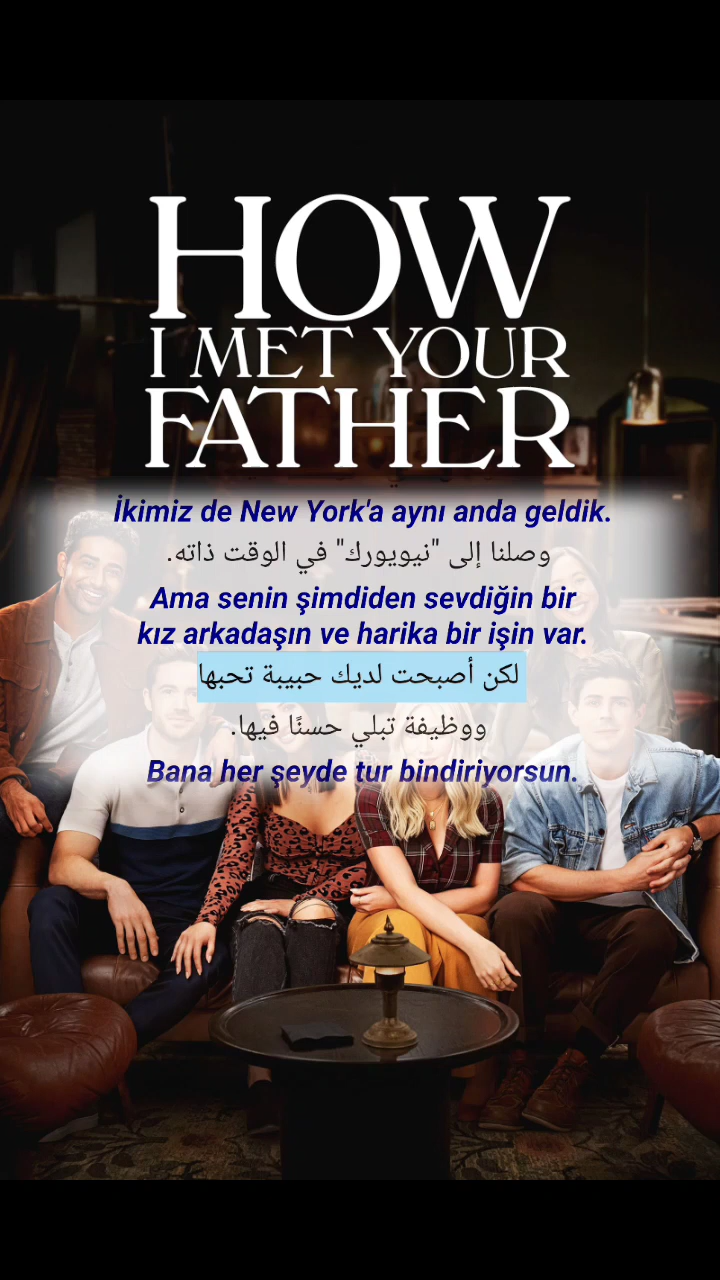 HOW
I MET YOUR
FATHER
İkimiz de New York'a aynı anda geldik.
وصلنا إلى "نيويورك" في الوقت ذاته.
Ama senin şimdiden sevdiğin bir
kız arkadaşın ve harika bir işin var.
لكن أصبحت لديك حبيبة تحبها
ووظيفة تبلي حسنًا فيها.
Bana her şeyde tur bindiriyorsun.